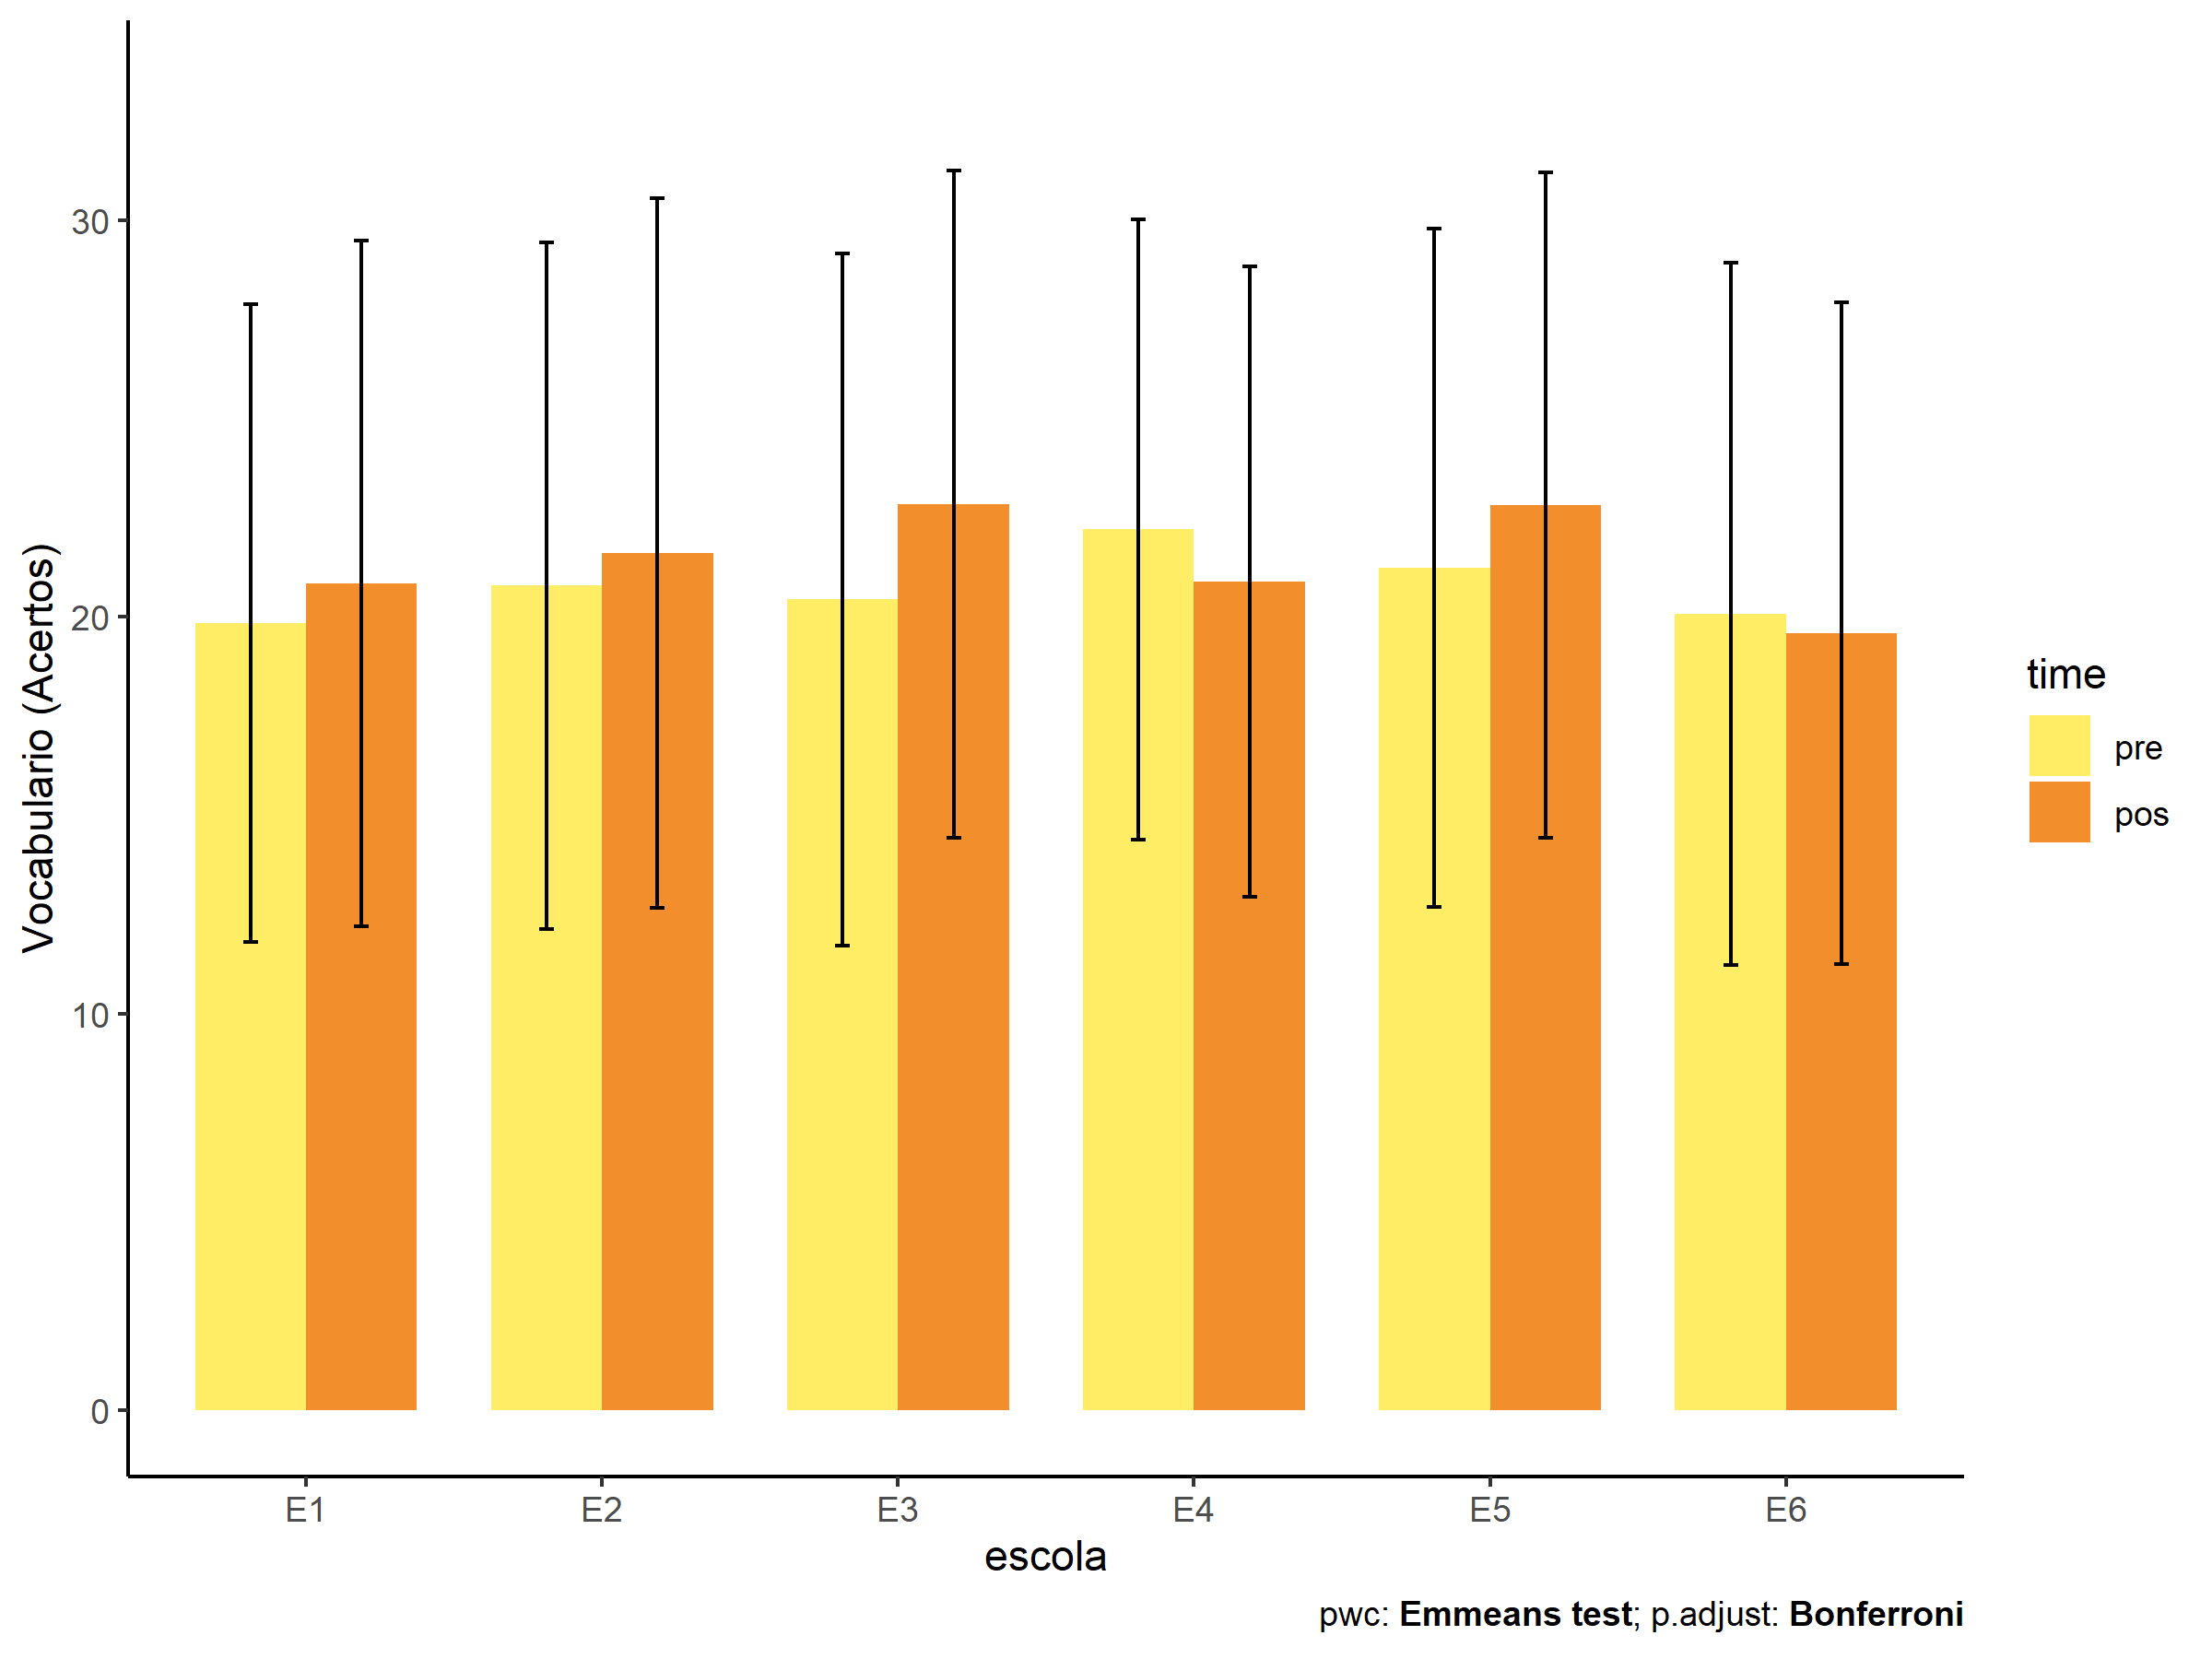 Vocabulario (Acertos)
30
20
10
0
E1 E2 E3 E4 E5 E6
escola
time
pre
pos
pwc: Emmeans test; p.adjust: Bonferroni